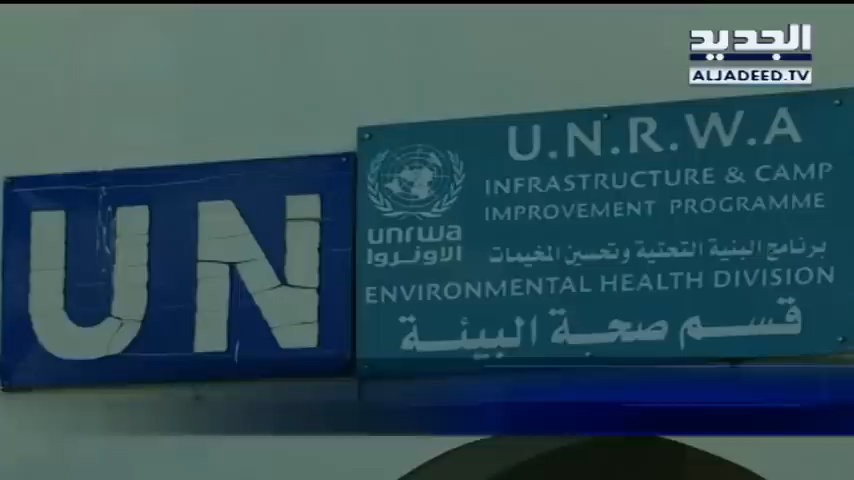 الجديد
ALJADEED.TV
UN
U.N.R.W.A
INFRASTRUCTURE & CAMP
IMPROVEMENT PROGRAMME
unrwa
الاونروا
برنامج البنية التحتية وتحسين المخيمات
ENVIRONMENTAL HEALTH DIVISION
قسم صحة البيئة